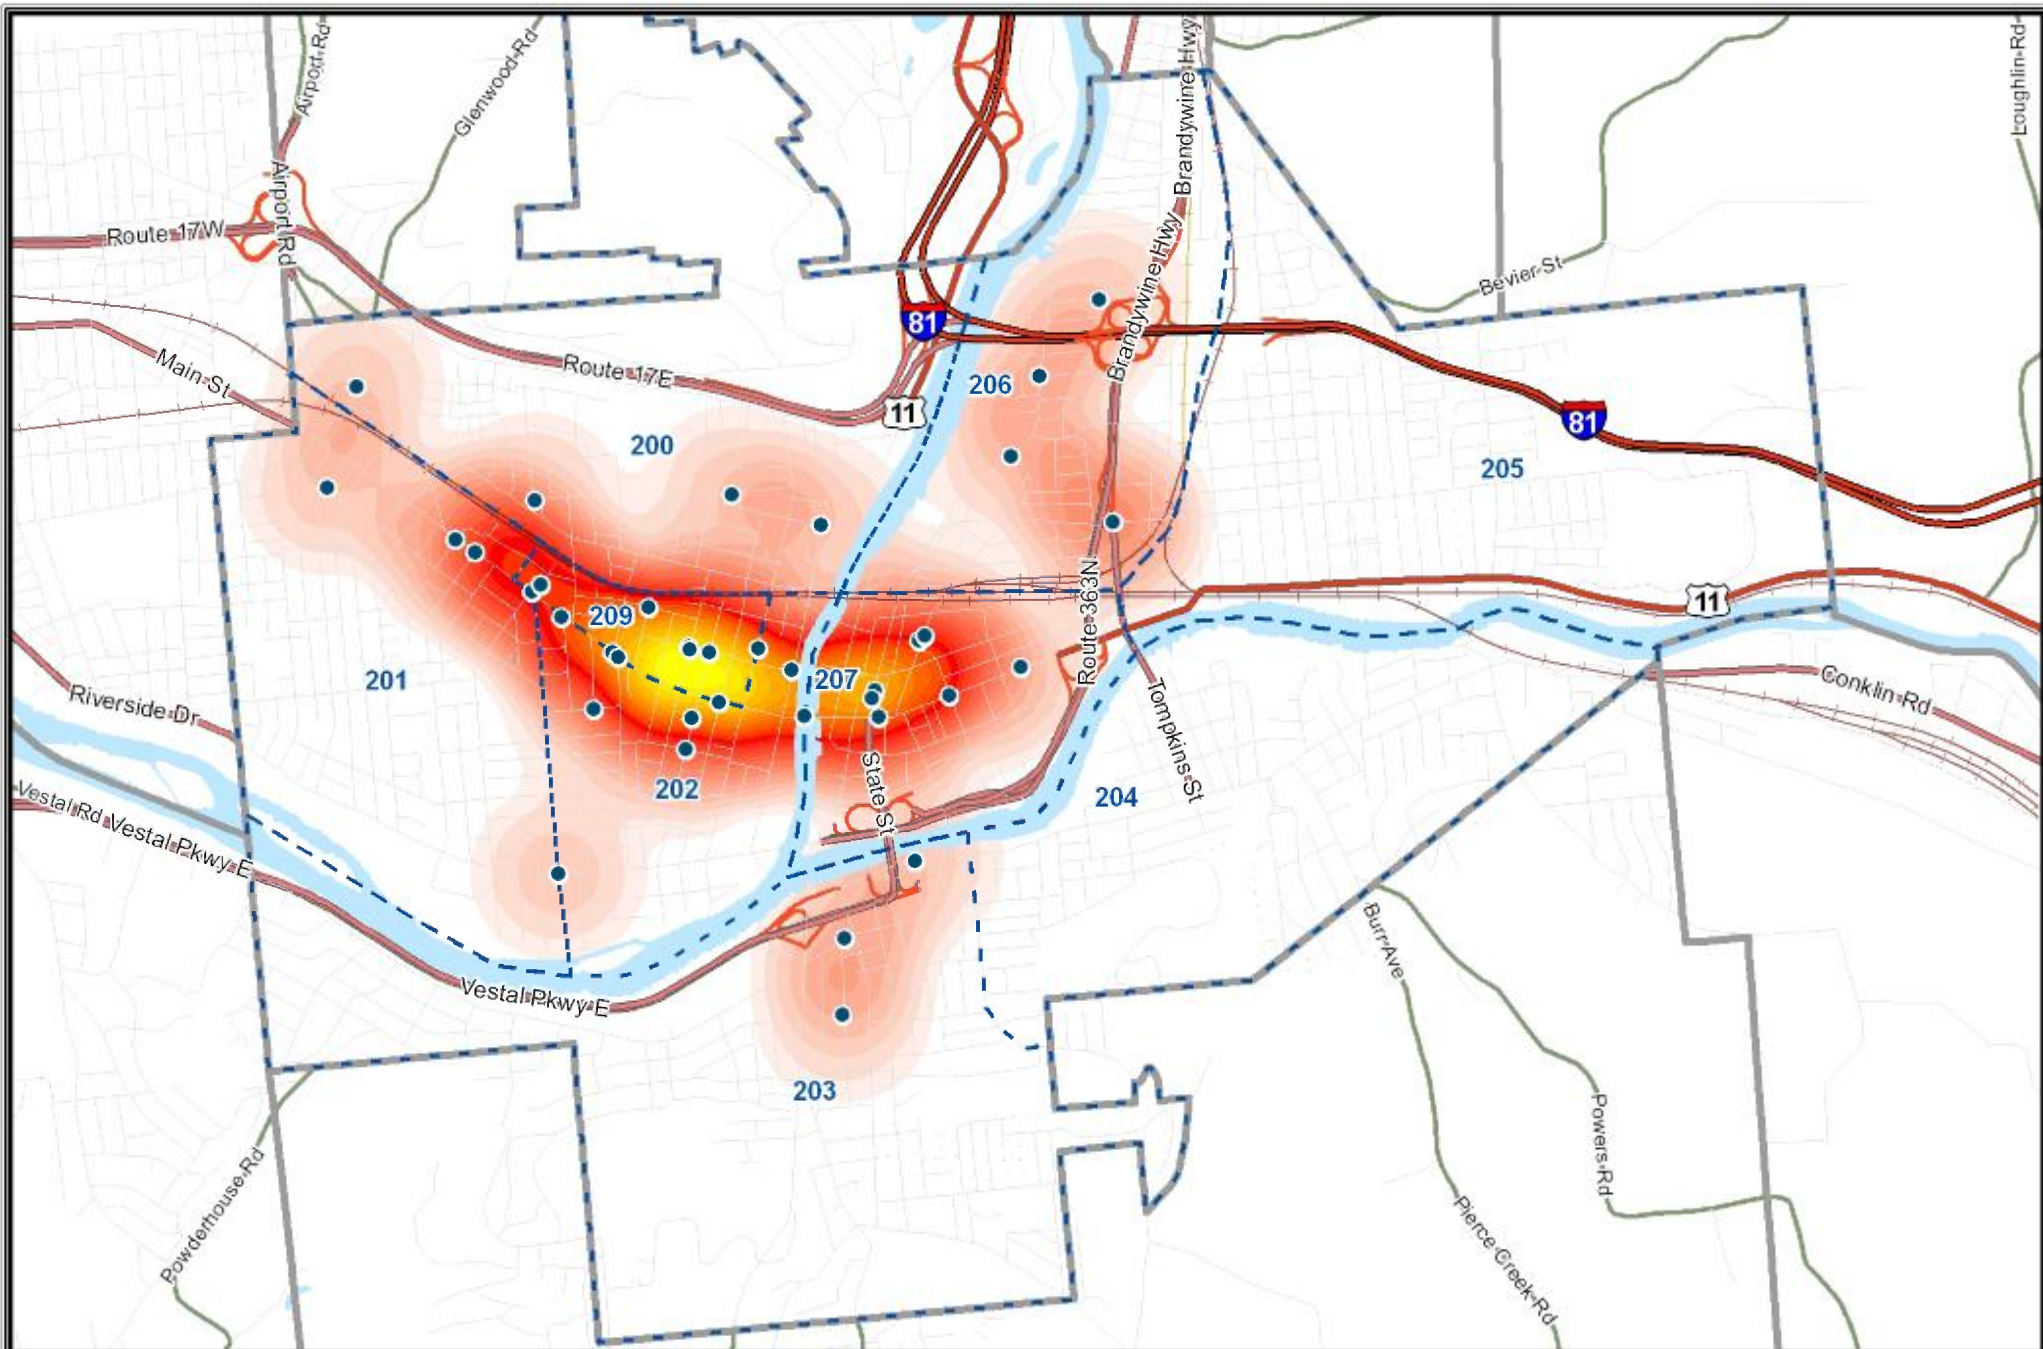 Airport-Rd
Glenwood-Rd
Brandywine Hwy
Loughlin-Rd
Airport Rd
Route 17W
Brandywine Hwy
Bevier-St
81
Main-St
Route 17E
206
11
81
200
205
Route 363N
11
209
201
207
Conklin-Rd
Riverside Dr
Tompkins-St
State St
202
204
Vestal Rd
Vestal Pkwy-E
Burr-Ave
Vestal Pkwy E
203
Powers-Rd
Powderhouse-Rd
Pierce-Creek-Rd